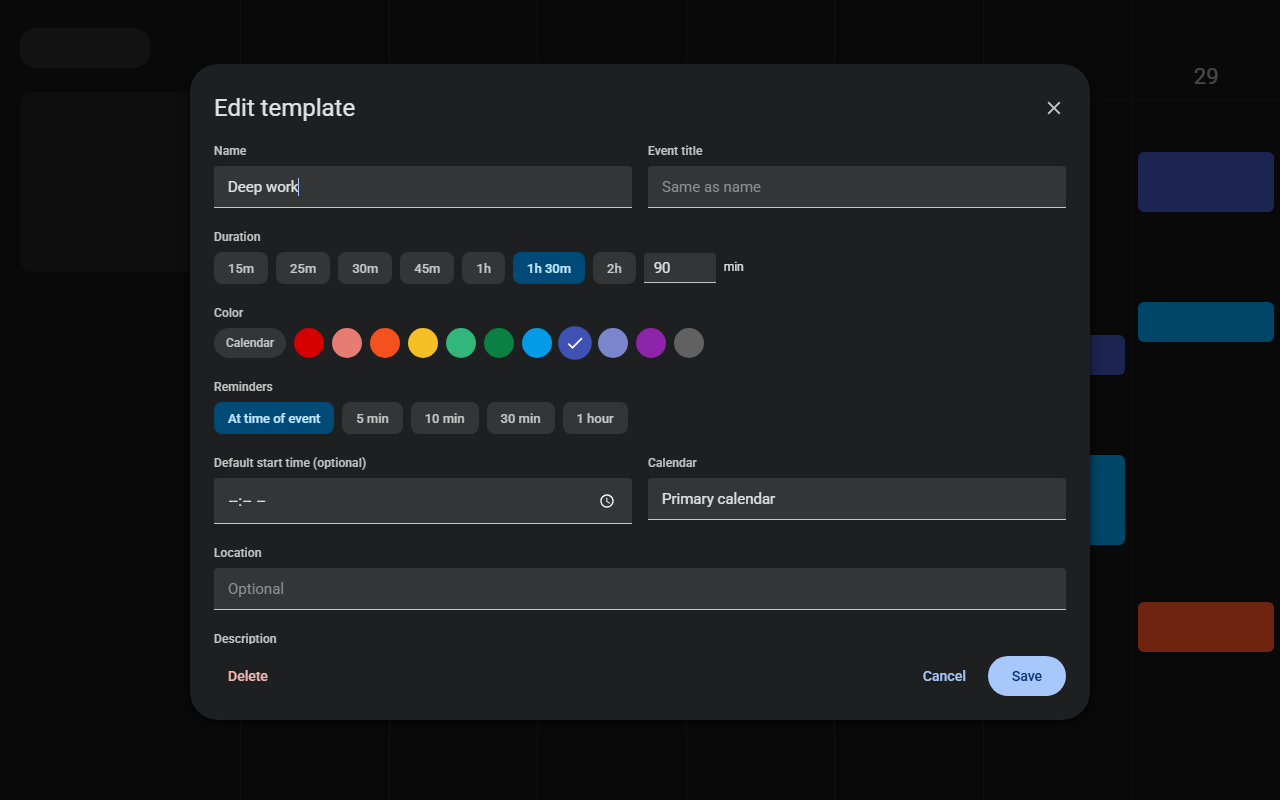 29
Edit template
Name
Event title
Deep work
Same as name
Duration
15m 25m 30m 45m 1h 1h 30m 2h 90 min
Color
Calendar
Reminders
At time of event 5 min 10 min 30 min 1 hour
Default start time (optional)
Calendar
--:-- --
Primary calendar
Location
Optional
Description
Delete
Cancel
Save